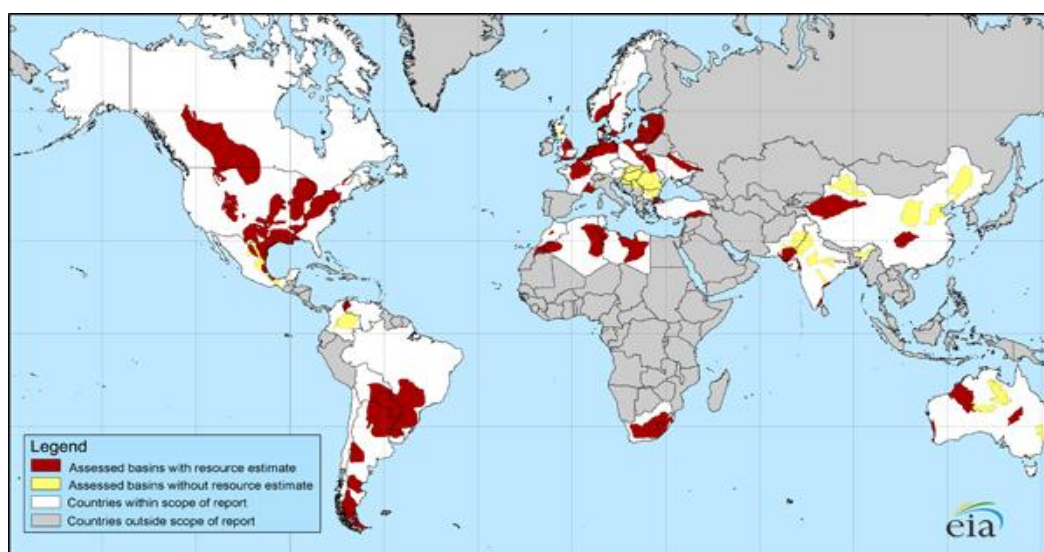 Legend
Assessed basins with resource estimate
Assessed basins without resource estimate
Countries within scope of report
Countries outside scope of report
eia